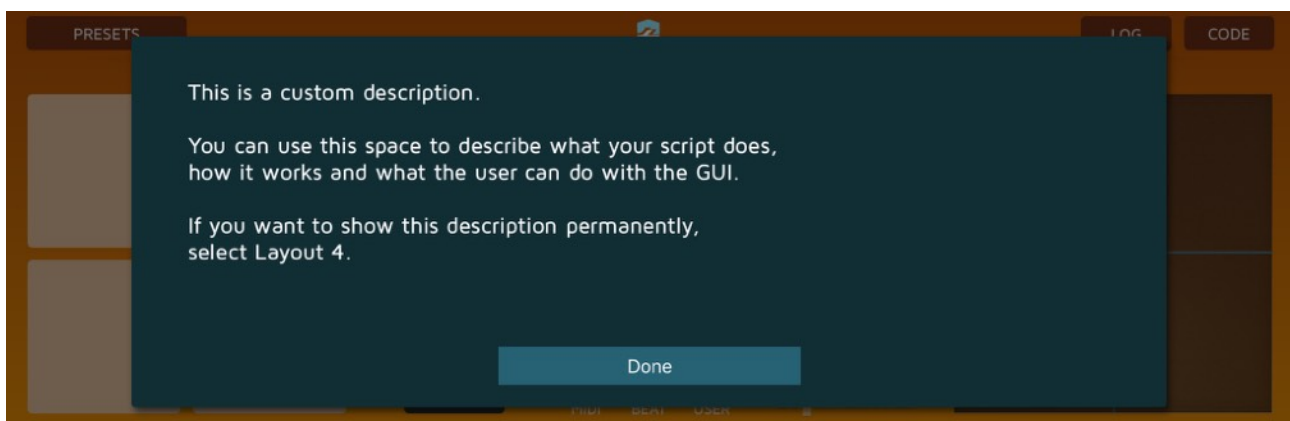 PRESETS
LOG
CODE
This is a custom description.
You can use this space to describe what your script does,
how it works and what the user can do with the GUI.
If you want to show this description permanently,
select Layout 4.
Done
MIDI BEAT USER